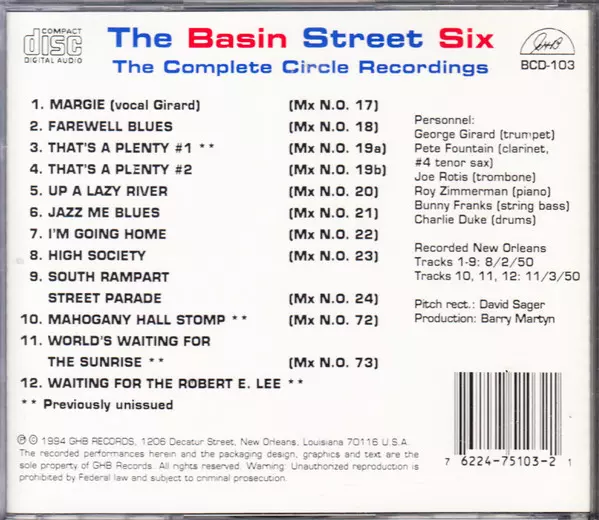 COMPACT
disc
DIGITAL AUDIO
The Basin Street Six
The Complete Circle Recordings
GHB
BCD-103
1. MARGIE (vocal Girard) (Mx N.O. 17)
2. FAREWELL BLUES (Mx N.O. 18)
3. THAT'S A PLENTY #1 ** (Mx N.O. 19a)
4. THAT'S A PLENTY #2 (Mx N.O. 19b)
5. UP A LAZY RIVER (Mx N.O. 20)
6. JAZZ ME BLUES (Mx N.O. 21)
7. I'M GOING HOME (Mx N.O. 22)
8. HIGH SOCIETY (Mx N.O. 23)
9. SOUTH RAMPART
STREET PARADE (Mx N.O. 24)
10. MAHOGANY HALL STOMP ** (Mx N.O. 72)
11. WORLD'S WAITING FOR
THE SUNRISE ** (Mx N.O. 73)
12. WAITING FOR THE ROBERT E. LEE **
** Previously unissued
Personnel:
George Girard (trumpet)
Pete Fountain (clarinet,
#4 tenor sax)
Joe Rotis (trombone)
Roy Zimmerman (piano)
Bunny Franks (string bass)
Charlie Duke (drums)
Recorded New Orleans
Tracks 1-9: 8/2/50
Tracks 10, 11, 12: 11/3/50
Pitch rect.: David Sager
Production: Barry Martyn
℗ © 1994 GHB RECORDS, 1206 Decatur Street, New Orleans, Louisiana 70116 U.S.A.
The recorded performances herein and the packaging design, graphics and text are the
sole property of GHB Records. All rights reserved. Warning: Unauthorized reproduction is
prohibited by Federal law and subject to criminal prosecution.
7 62247-5103-2 1